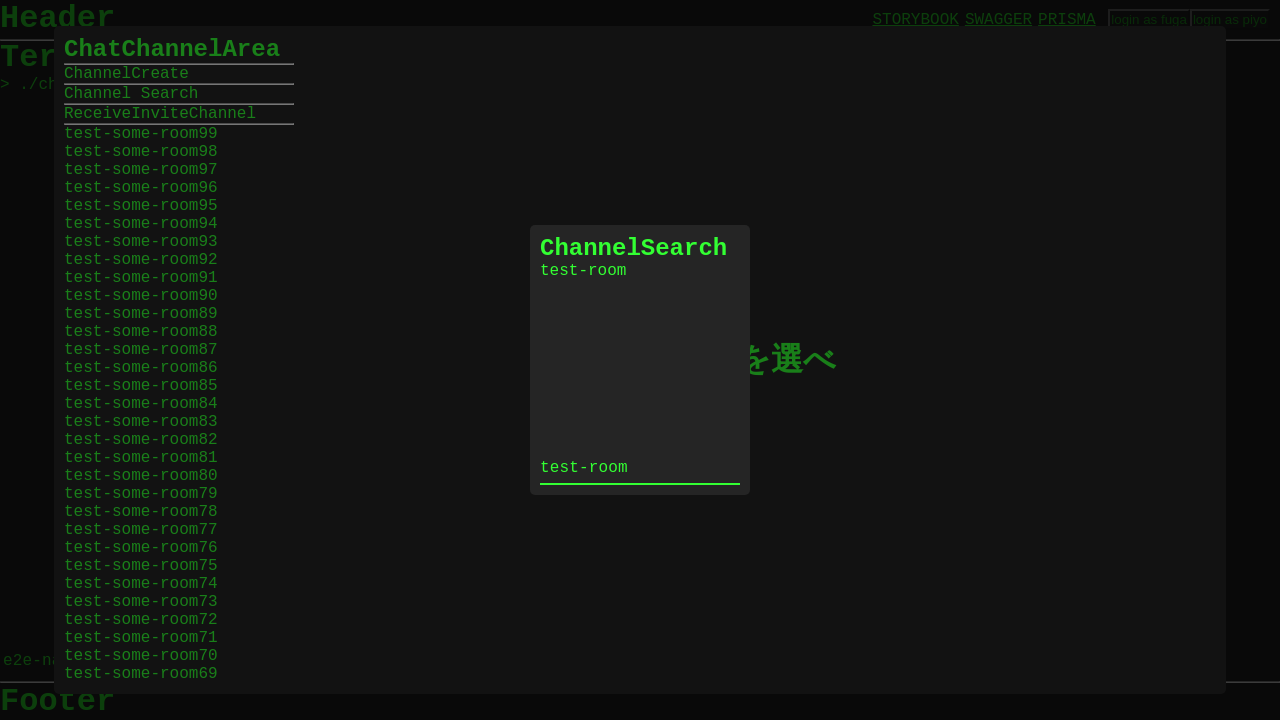 Header
STORYBOOK SWAGGER PRISMA login as fuga login as piyo
Ter
> ./ch
ChatChannelArea
ChannelCreate
Channel Search
ReceiveInviteChannel
test-some-room99
test-some-room98
test-some-room97
test-some-room96
test-some-room95
test-some-room94
test-some-room93
test-some-room92
test-some-room91
test-some-room90
test-some-room89
test-some-room88
test-some-room87
test-some-room86
test-some-room85
test-some-room84
test-some-room83
test-some-room82
test-some-room81
test-some-room80
test-some-room79
test-some-room78
test-some-room77
test-some-room76
test-some-room75
test-some-room74
test-some-room73
test-some-room72
test-some-room71
test-some-room70
test-some-room69
ChannelSearch
test-room
を選べ
test-room
e2e-na
Footer